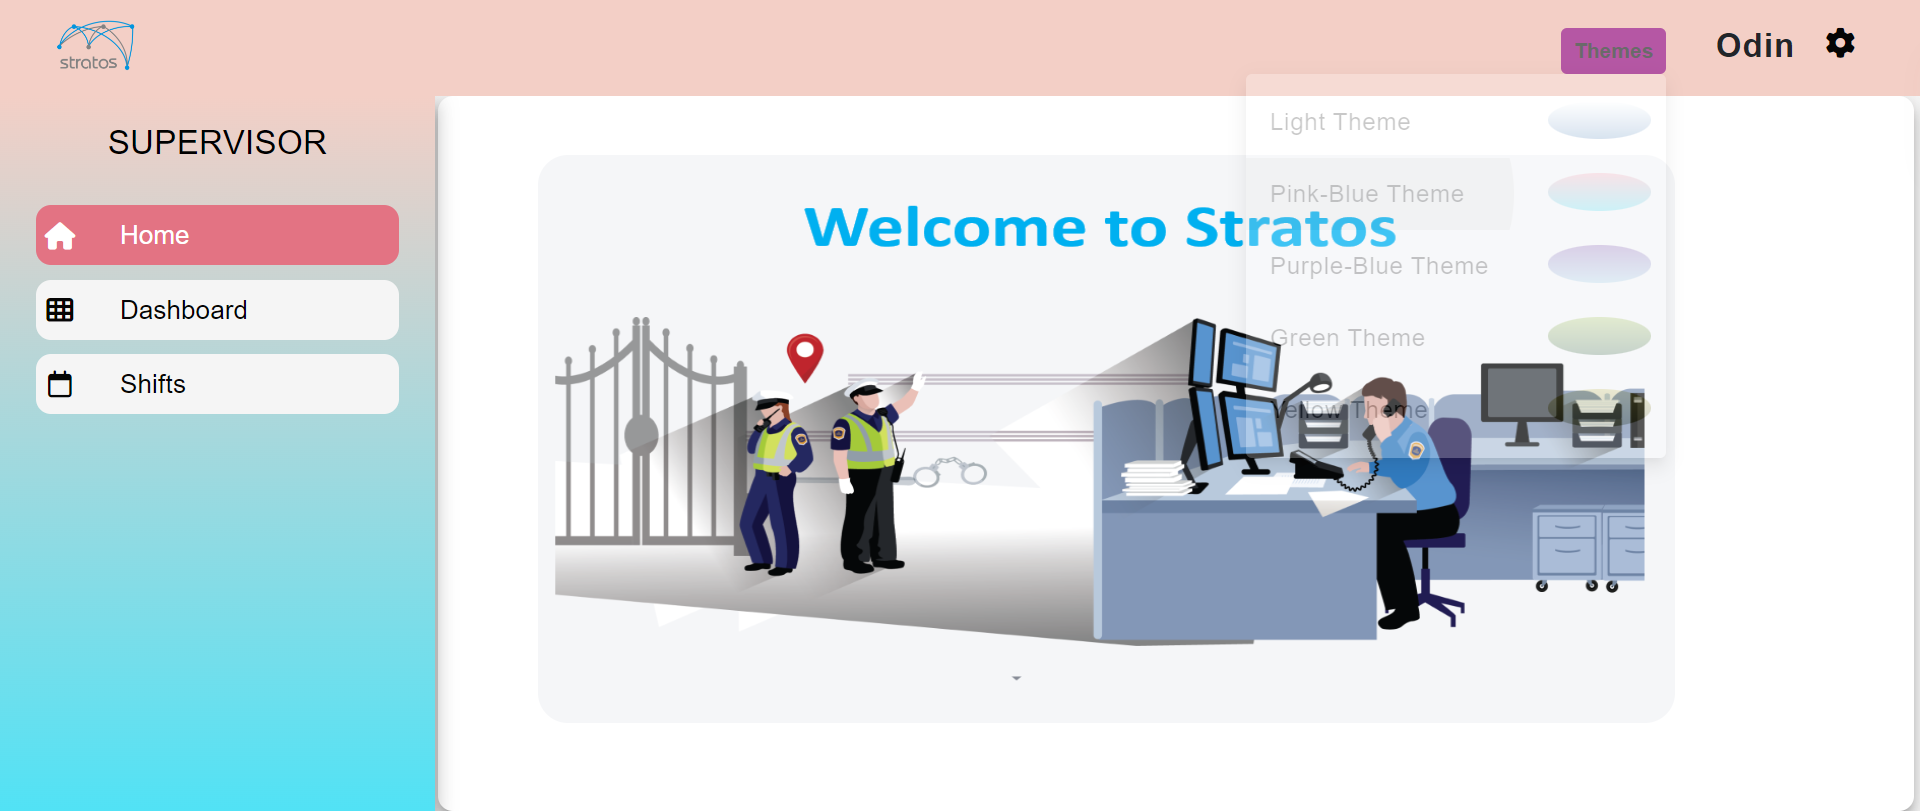 stratos
Themes
Odin
SUPERVISOR
Home
Dashboard
Shifts
Welcome to Stratos
Light Theme
Pink-Blue Theme
Purple-Blue Theme
Green Theme
Yellow Theme